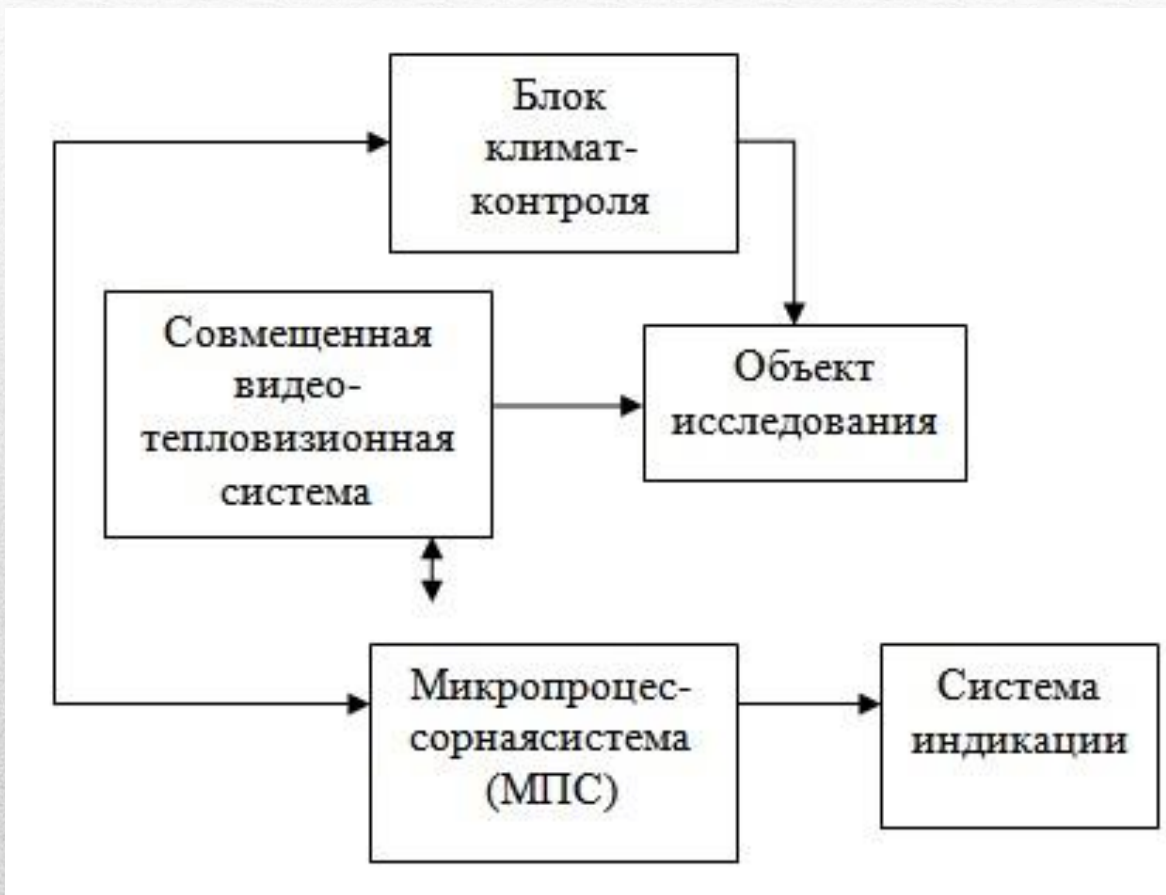 Блок
климат-
контроля
Совмещенная
видео-
тепловизионная
система
Объект
исследования
Микропроцес-
сорнаясистема
(МПС)
Система
индикации